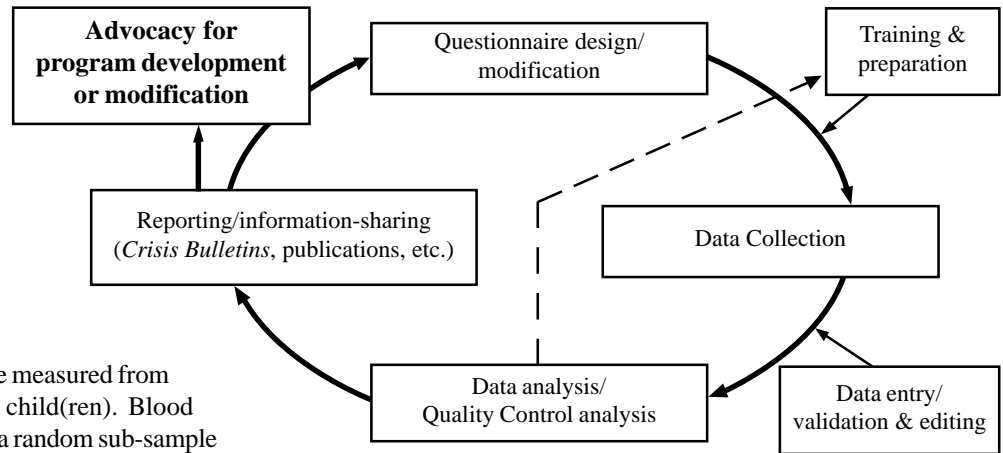 Advocacy for
program development
or modification
Questionnaire design/
modification
Training &
preparation
Reporting/information-sharing
(Crisis Bulletins, publications, etc.)
Data Collection
Data analysis/
Quality Control analysis
Data entry/
validation & editing
e measured from
child(ren). Blood
a random sub-sample